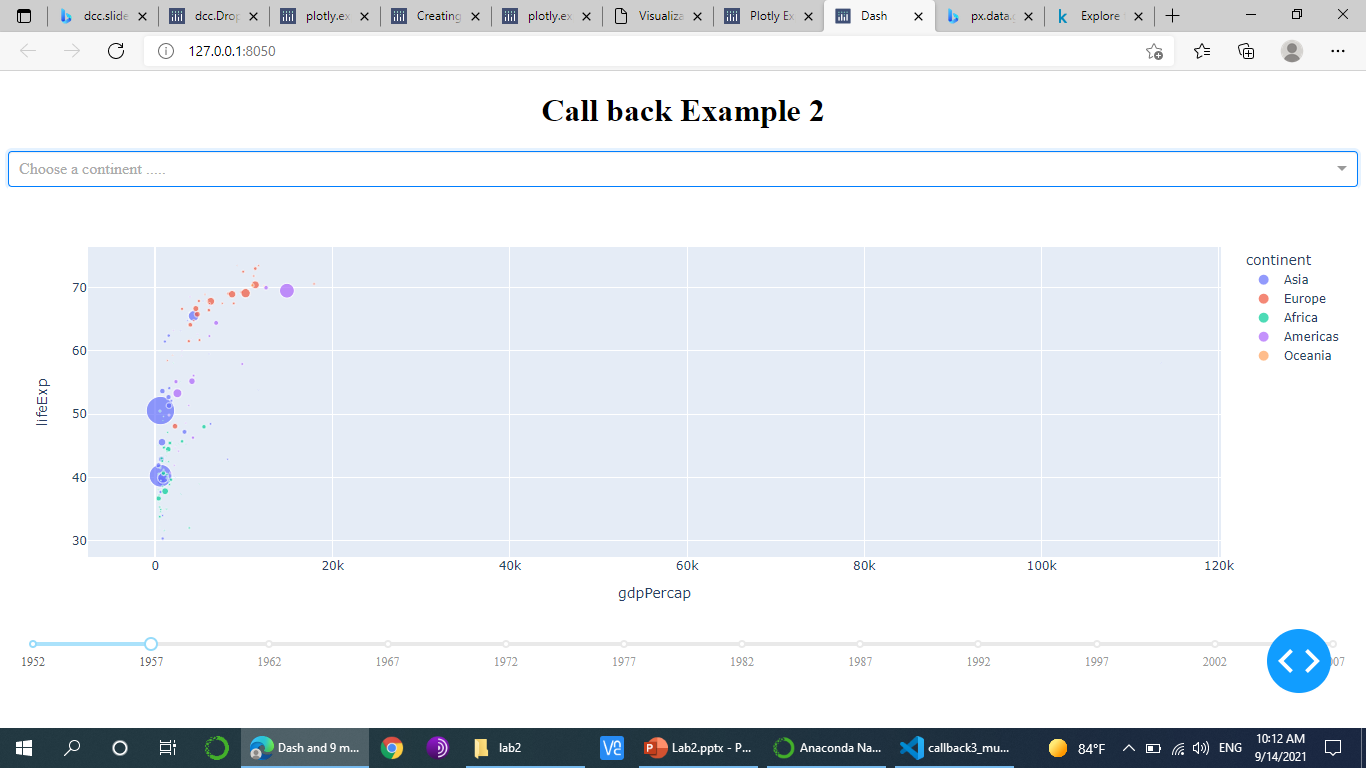 dcc.slide
dcc.Drop
plotly.ex
Creating
plotly.ex
Visualiza
Plotly Ex
Dash
px.data.
Explore
127.0.0.1:8050
Call back Example 2
Choose a continent .....
continent
Asia
Europe
Africa
Americas
Oceania
lifeExp
70
60
50
40
30
0 20k 40k 60k 80k 100k 120k
gdpPercap
1952 1957 1962 1967 1972 1977 1982 1987 1992 1997 2002 07
Dash and 9 m...
lab2
Lab2.pptx - P...
Anaconda Na...
callback3_mu...
84°F
ENG
10:12 AM
9/14/2021